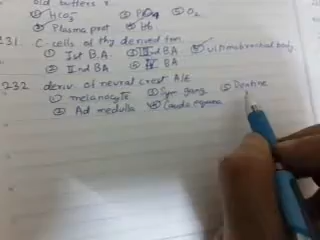 old buffers
① HCO3⁻ ③ PO4 ⑤ O2
② Plasma prot ④ Hb
231 C-cells of thy derived from
① Ist B.A. ③ IIIrd BA ⑤ ultimobranchial body
② IInd BA ④ IV BA
232 deriv. of neural crest A/E
① melanocyte ③ Sym gang ⑤ Dentine
② Ad medulla ④ Cauda equina